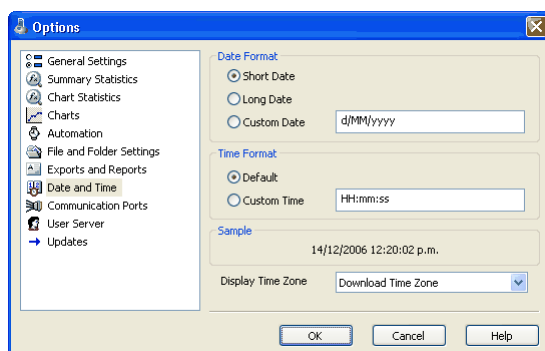 Options
General Settings
Summary Statistics
Chart Statistics
Charts
Automation
File and Folder Settings
Exports and Reports
Date and Time
Communication Ports
User Server
Updates
Date Format
Short Date
Long Date
Custom Date d/MM/yyyy
Time Format
Default
Custom Time HH:mm:ss
Sample
14/12/2006 12:20:02 p.m.
Display Time Zone Download Time Zone
OK Cancel Help